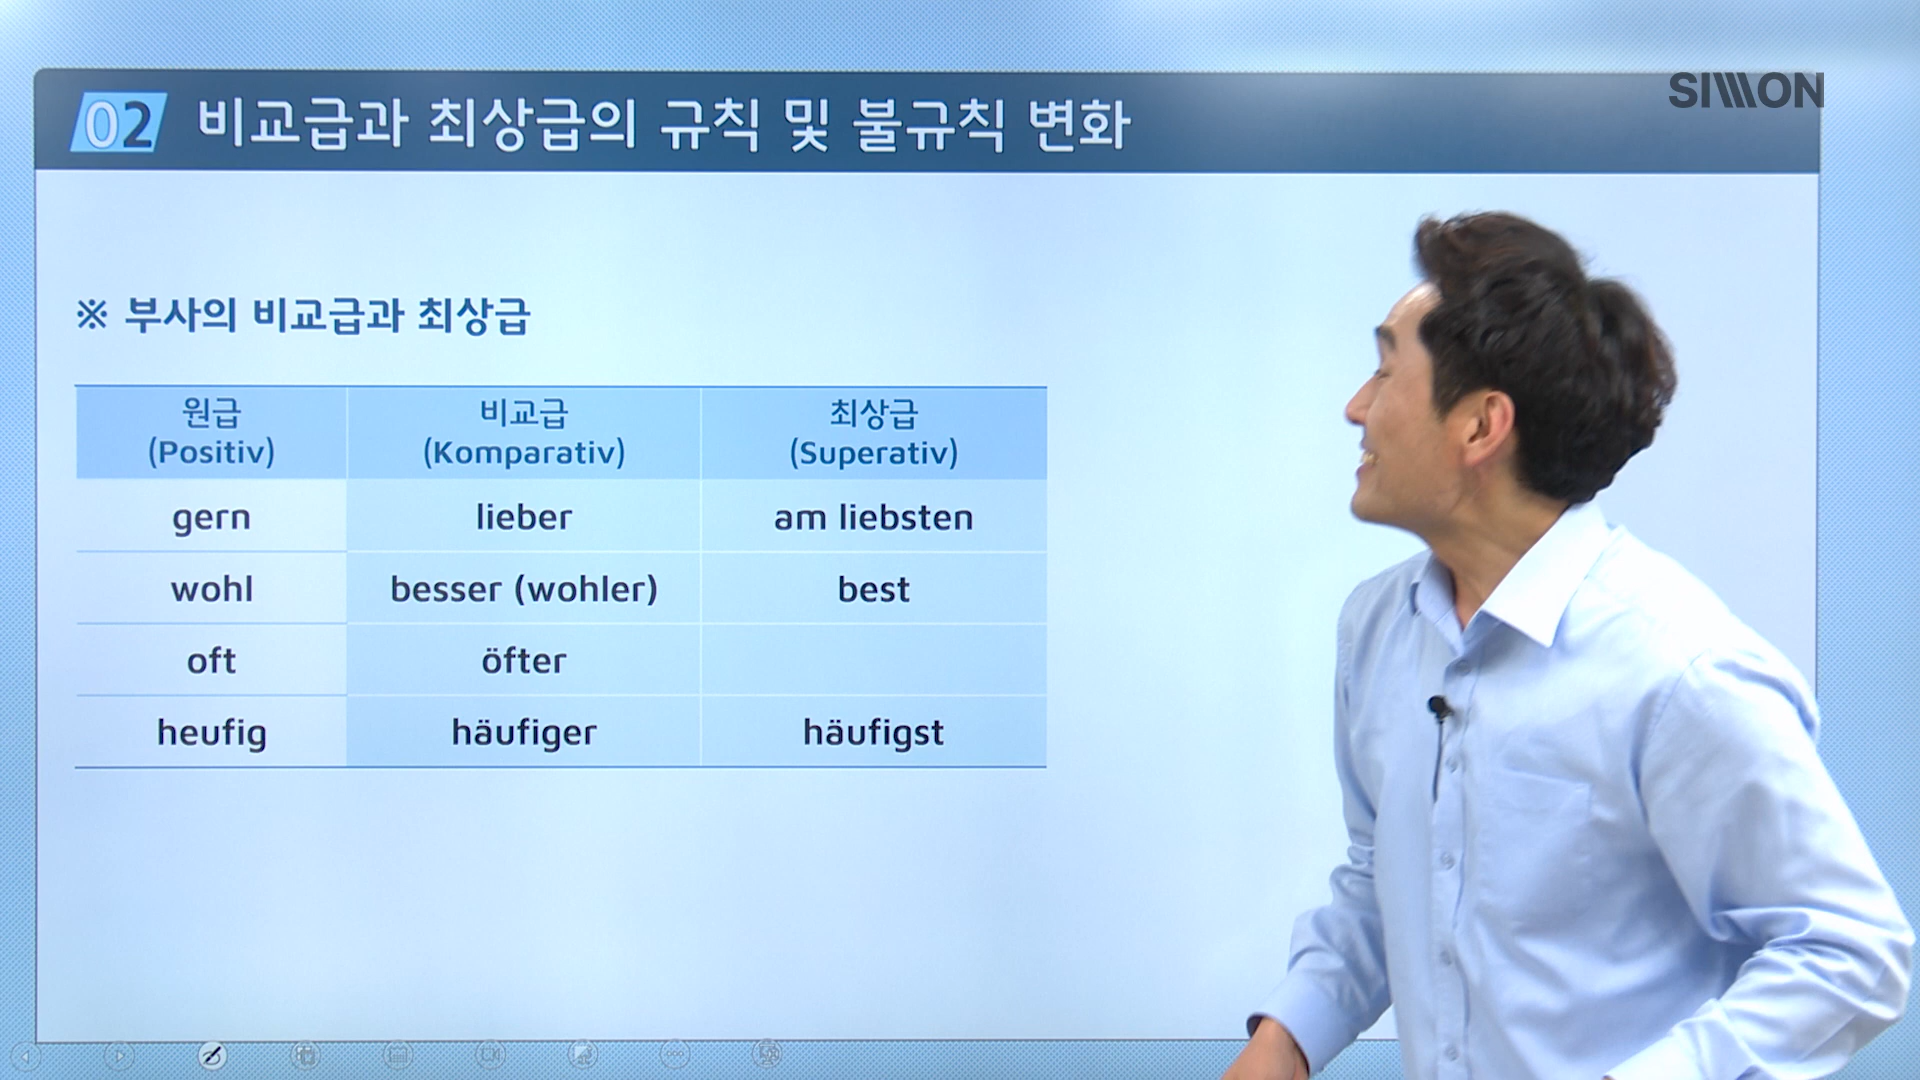 SIMON
02 비교급과 최상급의 규칙 및 불규칙 변화
※ 부사의 비교급과 최상급
원급 비교급 최상급
(Positiv) (Komparativ) (Superativ)
gern lieber am liebsten
wohl besser (wohler) best
oft öfter
heufig häufiger häufigst